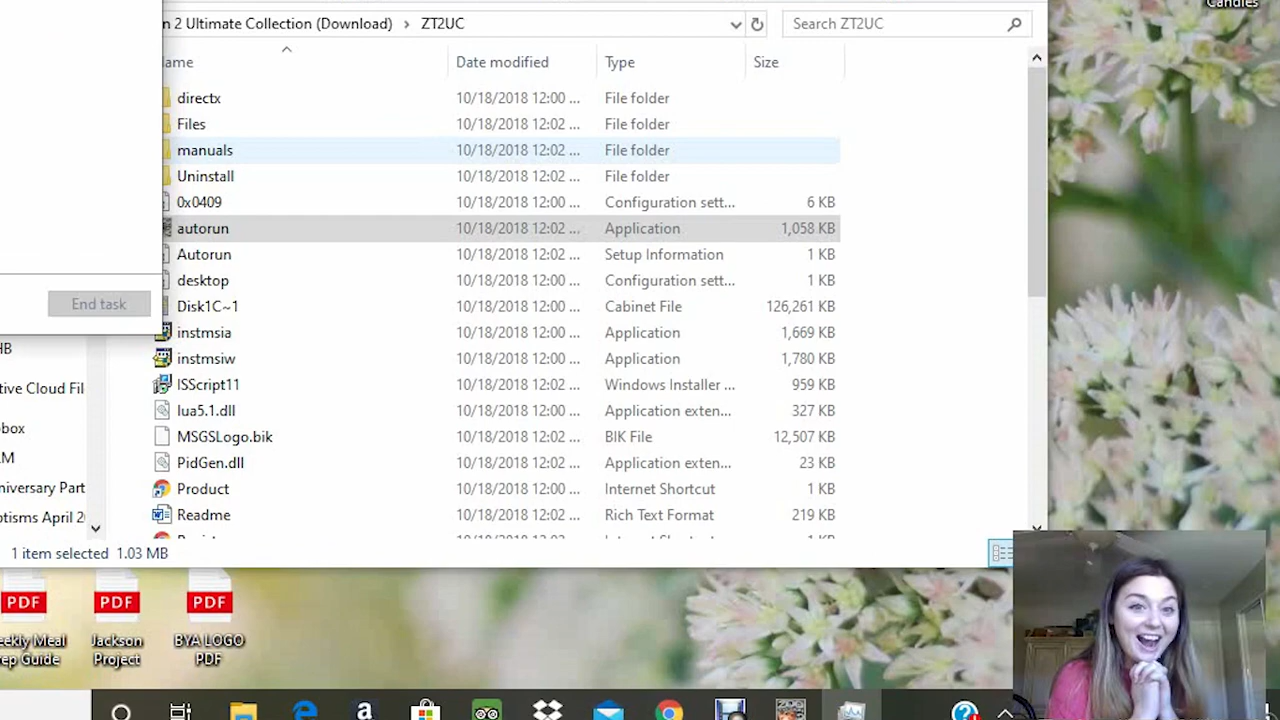 Candles
n 2 Ultimate Collection (Download) > ZT2UC
Search ZT2UC
ame Date modified Type Size
directx 10/18/2018 12:00 ... File folder
Files 10/18/2018 12:02 ... File folder
manuals 10/18/2018 12:02 ... File folder
Uninstall 10/18/2018 12:02 ... File folder
0x0409 10/18/2018 12:00 ... Configuration sett... 6 KB
autorun 10/18/2018 12:02 ... Application 1,058 KB
Autorun 10/18/2018 12:02 ... Setup Information 1 KB
desktop 10/18/2018 12:02 ... Configuration sett... 1 KB
Disk1C~1 10/18/2018 12:02 ... Cabinet File 126,261 KB
instmsia 10/18/2018 12:00 ... Application 1,669 KB
instmsiw 10/18/2018 12:02 ... Application 1,780 KB
ISScript11 10/18/2018 12:02 ... Windows Installer ... 959 KB
lua5.1.dll 10/18/2018 12:00 ... Application exten... 327 KB
MSGSLogo.bik 10/18/2018 12:02 ... BIK File 12,507 KB
PidGen.dll 10/18/2018 12:02 ... Application exten... 23 KB
Product 10/18/2018 12:00 ... Internet Shortcut 1 KB
Readme 10/18/2018 12:02 ... Rich Text Format 219 KB
End task
HB
tive Cloud Fil
box
M
niversary Part
ptisms April 2
1 item selected 1.03 MB
PDF PDF PDF
eekly Meal
ep Guide
Jackson
Project
BYA LOGO
PDF